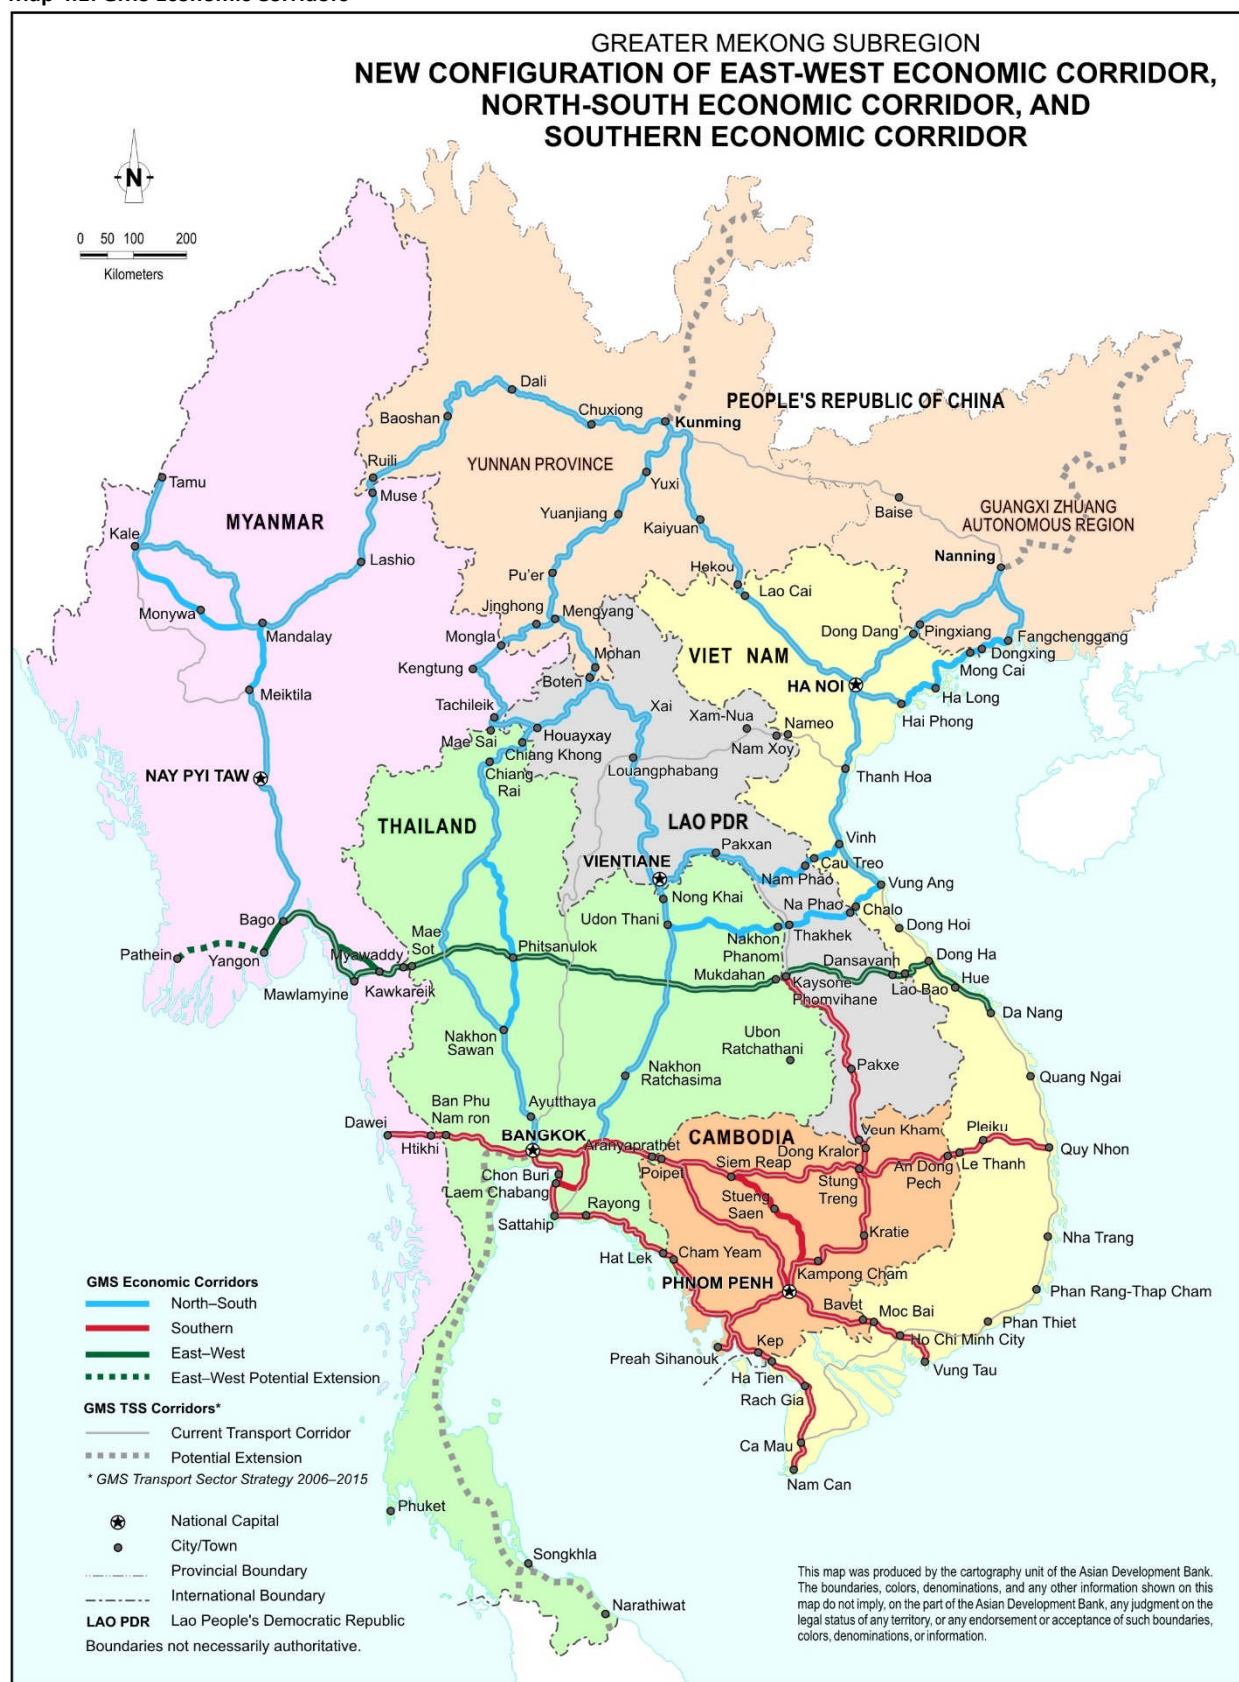 GREATER MEKONG SUBREGION
NEW CONFIGURATION OF EAST-WEST ECONOMIC CORRIDOR,
NORTH-SOUTH ECONOMIC CORRIDOR, AND
SOUTHERN ECONOMIC CORRIDOR
N
0 50 100 200
Kilometers
Dali
Baoshan
Chuxiong
Kunming
PEOPLE'S REPUBLIC OF CHINA
Ruili
YUNNAN PROVINCE
Tamu
Muse
Yuxi
MYANMAR
Yuanjiang
Kaiyuan
Baise
GUANGXI ZHUANG
AUTONOMOUS REGION
Kale
Lashio
Nanning
Pu'er
Hekou
Lao Cai
Monywa
Mandalay
Jinghong
Mengyang
Dong Dang
Pingxiang
Fangchenggang
Mongla
Dongxing
Kengtung
Mohan
VIET NAM
Mong Cai
Boten
HA NOI
Ha Long
Meiktila
Tachileik
Xai
Xam-Nua
Nameo
Hai Phong
Mae Sai
Houayxay
Nam Xoy
Chiang Khong
Chiang
Rai
Louangphabang
Thanh Hoa
NAY PYI TAW
THAILAND
LAO PDR
Vinh
Pakxan
VIENTIANE
Cau Treo
Nam Phao
Vung Ang
Nong Khai
Na Phao
Chalo
Bago
Udon Thani
Dong Hoi
Mae
Sot
Nakhon
Phanom
Thakhek
Pathein
Yangon
Myawaddy
Phitsanulok
Dansavanh
Dong Ha
Mukdahan
Hue
Mawlamyine
Kawkareik
Kaysone
Phomvihane
Lao Bao
Da Nang
Nakhon
Sawan
Ubon
Ratchathani
Pakxe
Nakhon
Ratchasima
Quang Ngai
Ban Phu
Nam ron
Ayutthaya
Dawei
Htikhi
BANGKOK
Aranyaprathet
CAMBODIA
Veun Kham
Pleiku
Dong Kralor
Quy Nhon
Chon Buri
Poipet
Siem Reap
An Dong
Pech
Le Thanh
Laem Chabang
Stueng
Saen
Stung
Treng
Sattahip
Rayong
Kratie
Nha Trang
Hat Lek
Cham Yeam
Kampong Cham
PHNOM PENH
Phan Rang-Thap Cham
Bavet
Moc Bai
Phan Thiet
Ho Chi Minh City
Preah Sihanouk
Kep
Vung Tau
Ha Tien
Rach Gia
Ca Mau
Nam Can
Phuket
Songkhla
Narathiwat
GMS Economic Corridors
North–South
Southern
East–West
East–West Potential Extension
GMS TSS Corridors*
Current Transport Corridor
Potential Extension
* GMS Transport Sector Strategy 2006–2015
National Capital
City/Town
Provincial Boundary
International Boundary
LAO PDR Lao People's Democratic Republic
Boundaries not necessarily authoritative.
This map was produced by the cartography unit of the Asian Development Bank.
The boundaries, colors, denominations, and any other information shown on this
map do not imply, on the part of the Asian Development Bank, any judgment on the
legal status of any territory, or any endorsement or acceptance of such boundaries,
colors, denominations, or information.